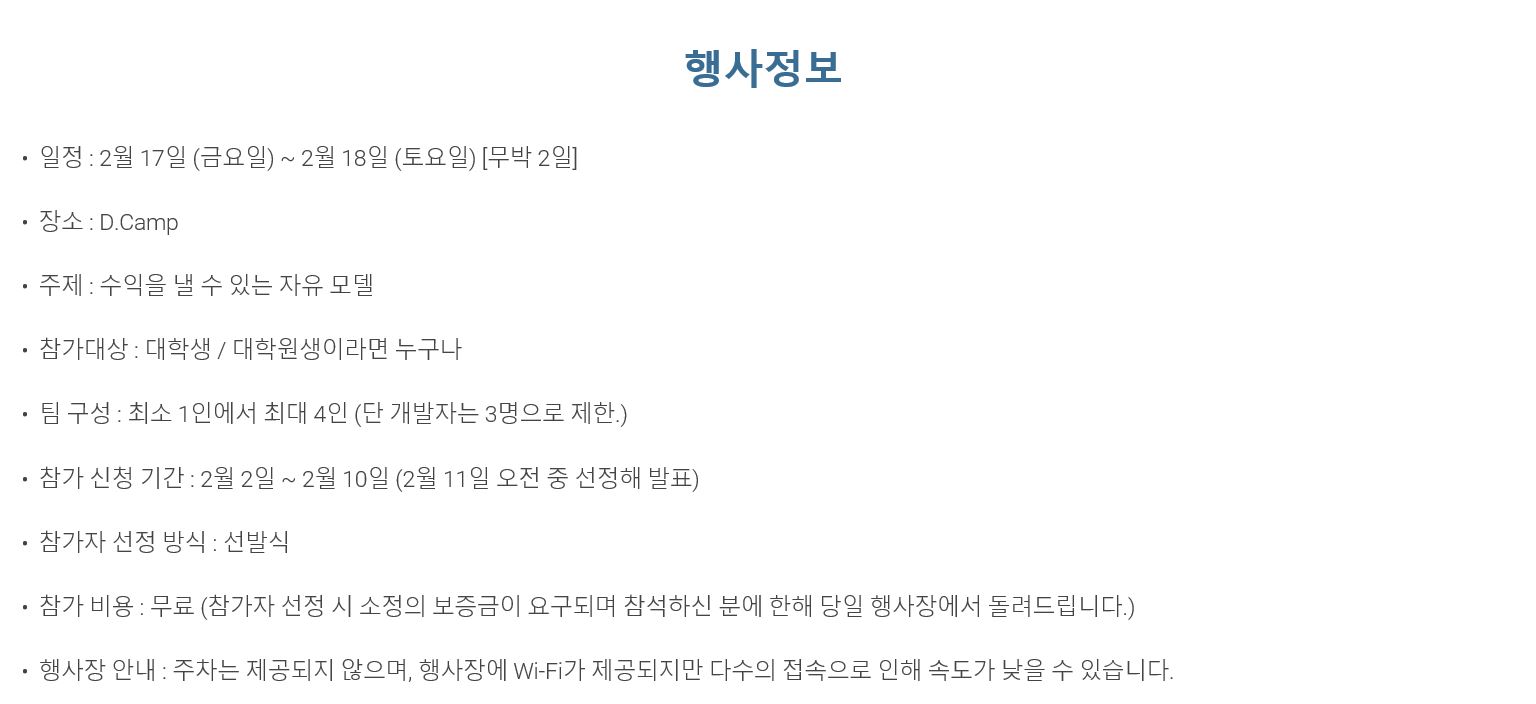 행사정보
• 일정 : 2월 17일 (금요일) ~ 2월 18일 (토요일) [무박 2일]
• 장소 : D.Camp
• 주제 : 수익을 낼 수 있는 자유 모델
• 참가대상 : 대학생 / 대학원생이라면 누구나
• 팀 구성 : 최소 1인에서 최대 4인 (단 개발자는 3명으로 제한.)
• 참가 신청 기간 : 2월 2일 ~ 2월 10일 (2월 11일 오전 중 선정해 발표)
• 참가자 선정 방식 : 선발식
• 참가 비용 : 무료 (참가자 선정 시 소정의 보증금이 요구되며 참석하신 분에 한해 당일 행사장에서 돌려드립니다.)
• 행사장 안내 : 주차는 제공되지 않으며, 행사장에 Wi-Fi가 제공되지만 다수의 접속으로 인해 속도가 낮을 수 있습니다.